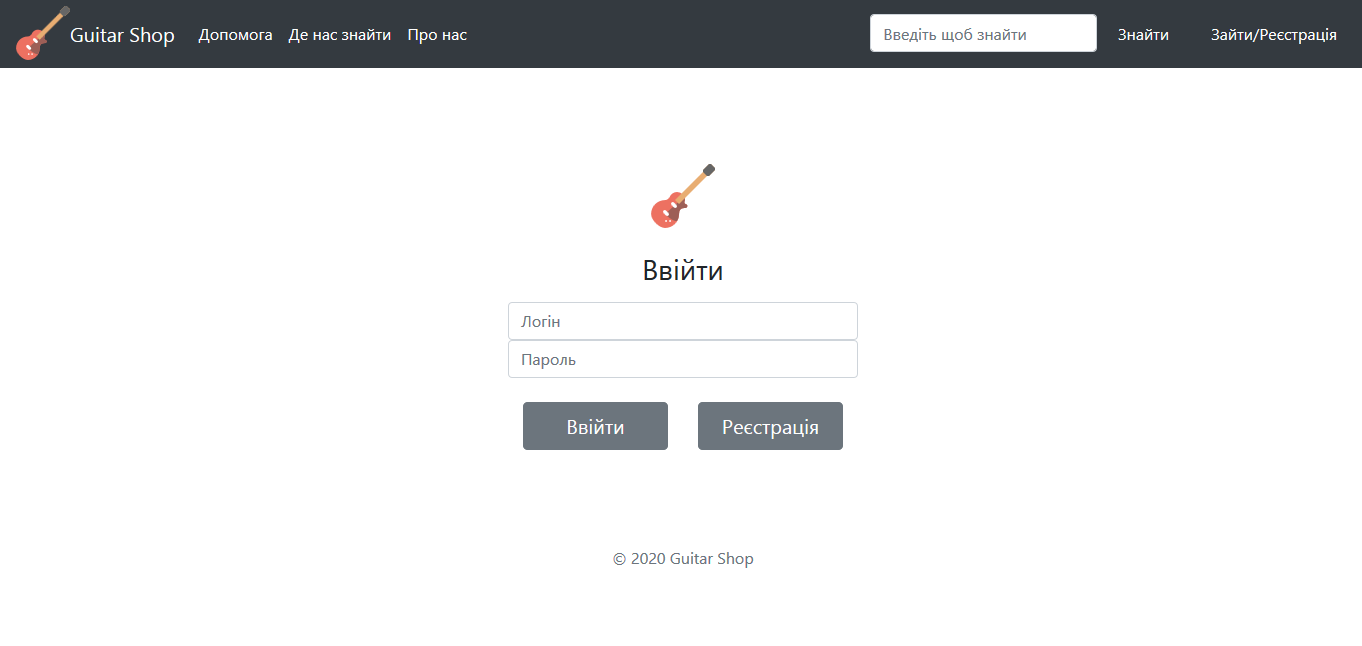 Guitar Shop Допомога Де нас знайти Про нас Введіть щоб знайти Знайти Зайти/Реєстрація
Ввійти
Логін
Пароль
Ввійти Реєстрація
© 2020 Guitar Shop